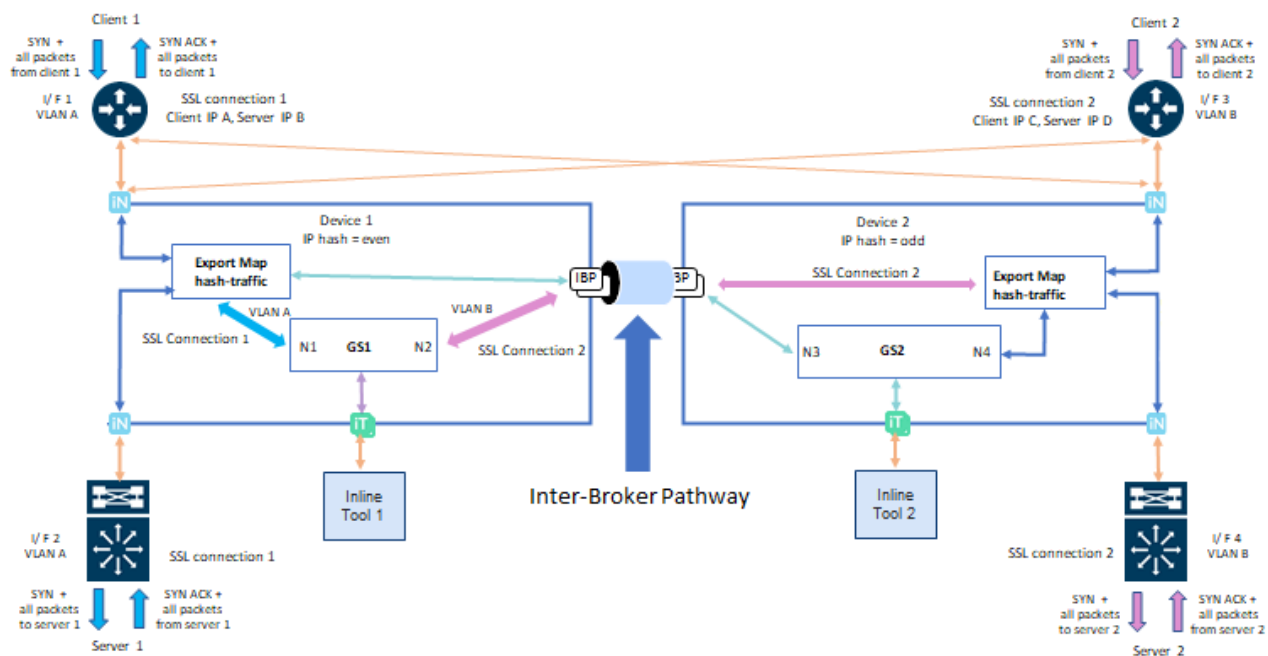 Client 1
SYN +
all packets
from client 1
SYN ACK +
all packets
to client 1
I/ F 1
VLAN A
SSL connection 1
Client IP A, Server IP B
Client 2
SYN +
all packets
from client 2
SYN ACK +
all packets
to client 2
SSL connection 2
Client IP C, Server IP D
I/ F 3
VLAN B
iN
iN
Device 1
IP hash = even
Device 2
IP hash = odd
Export Map
hash-traffic
IBP
BP
SSL Connection 2
Export Map
hash-traffic
VLAN A
VLAN B
SSL Connection 1
N1
GS1
N2
SSL Connection 2
N3
GS2
N4
iN
iT
iT
iN
Inter-Broker Pathway
Inline
Tool 1
Inline
Tool 2
I/ F 2
VLAN A
SSL connection 1
SSL connection 2
I/ F 4
VLAN B
SYN +
all packets
to server 1
SYN ACK +
all packets
from server 1
Server 1
SYN +
all packets
to server 2
SYN ACK +
all packets
from server 2
Server 2